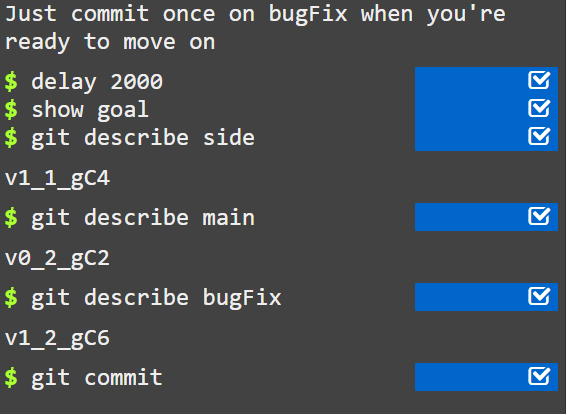 Just commit once on bugFix when you're
ready to move on
$ delay 2000
$ show goal
$ git describe side
v1_1_gC4
$ git describe main
v0_2_gC2
$ git describe bugFix
v1_2_gC6
$ git commit